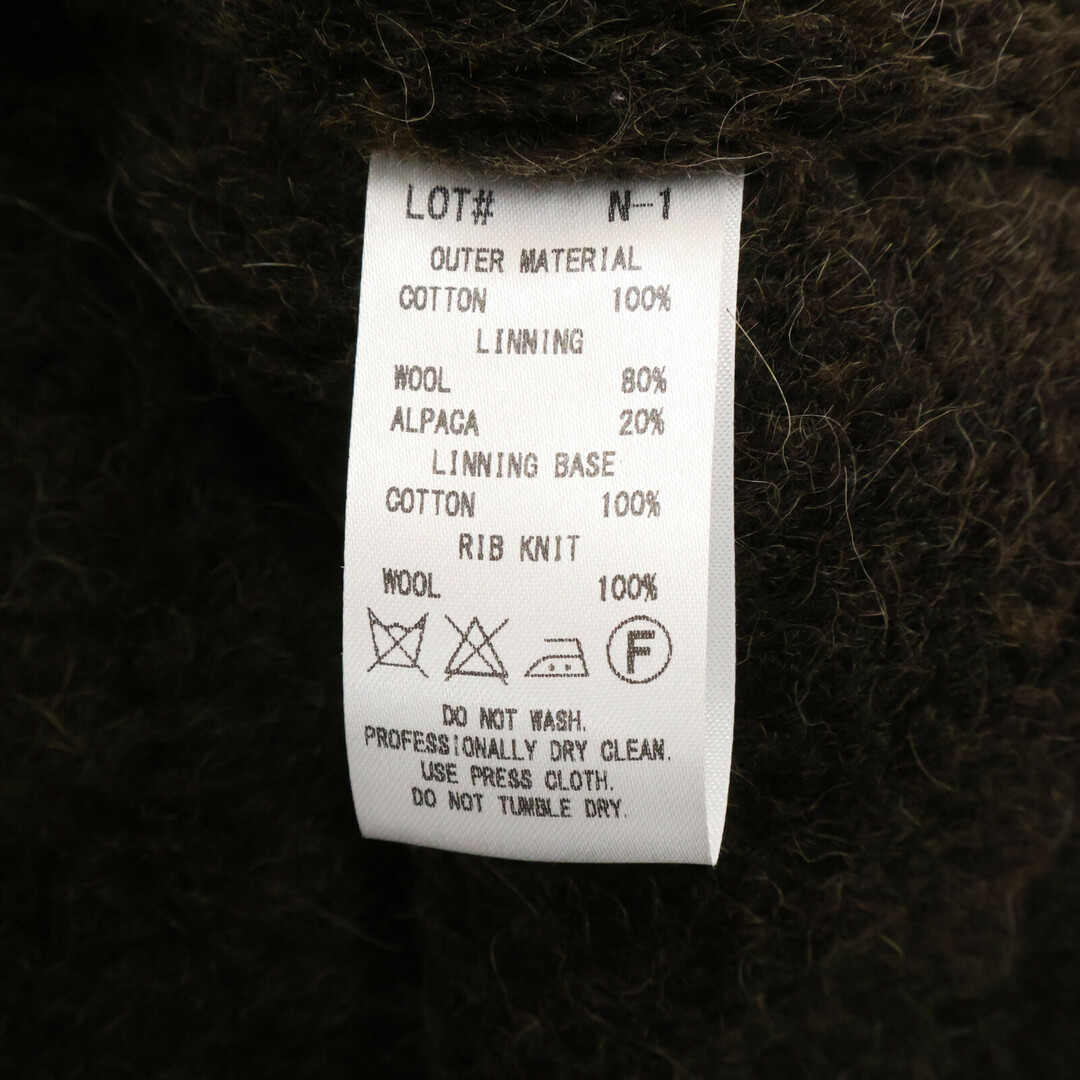 LOT# N-1
OUTER MATERIAL
COTTON 100%
LINNING
WOOL 80%
ALPACA 20%
LINNING BASE
COTTON 100%
RIB KNIT
WOOL 100%
F
DO NOT WASH.
PROFESSIONALLY DRY CLEAN.
USE PRESS CLOTH.
DO NOT TUMBLE DRY.